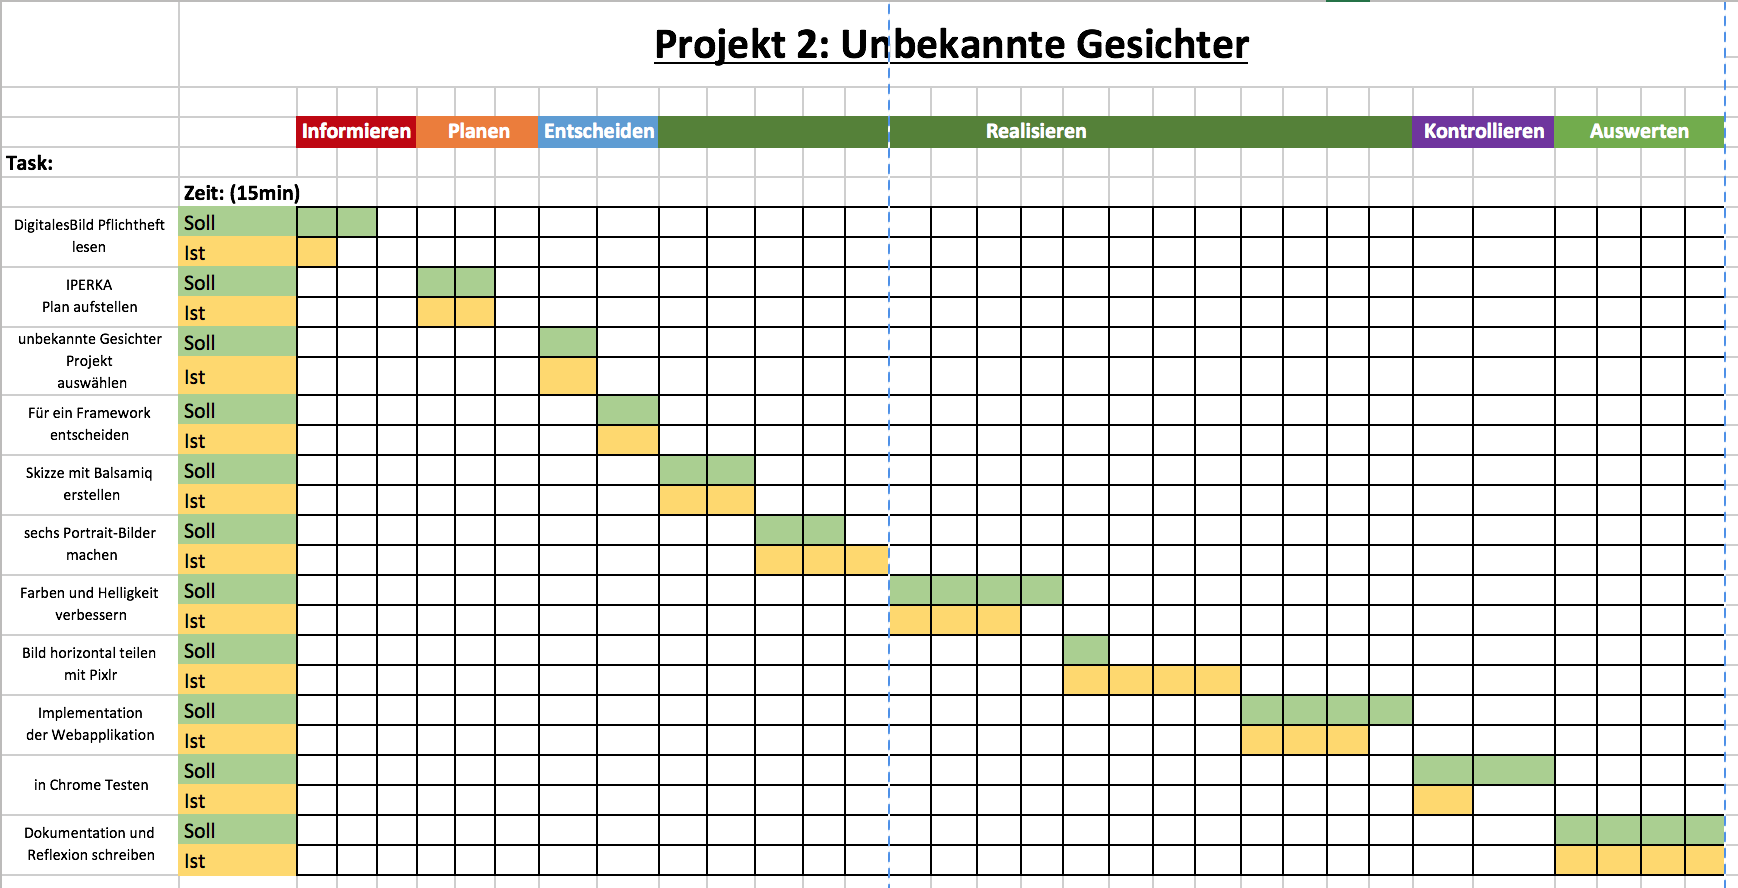 Projekt 2: Unbekannte Gesichter
Informieren Planen Entscheiden Realisieren Kontrollieren Auswerten
Task:
Zeit: (15min)
DigitalesBild Pflichtheft
lesen
Soll
Ist
IPERKA
Plan aufstellen
Soll
Ist
unbekannte Gesichter
Projekt
auswählen
Soll
Ist
Für ein Framework
entscheiden
Soll
Ist
Skizze mit Balsamiq
erstellen
Soll
Ist
sechs Portrait-Bilder
machen
Soll
Ist
Farben und Helligkeit
verbessern
Soll
Ist
Bild horizontal teilen
mit Pixlr
Soll
Ist
Implementation
der Webapplikation
Soll
Ist
in Chrome Testen
Soll
Ist
Dokumentation und
Reflexion schreiben
Soll
Ist